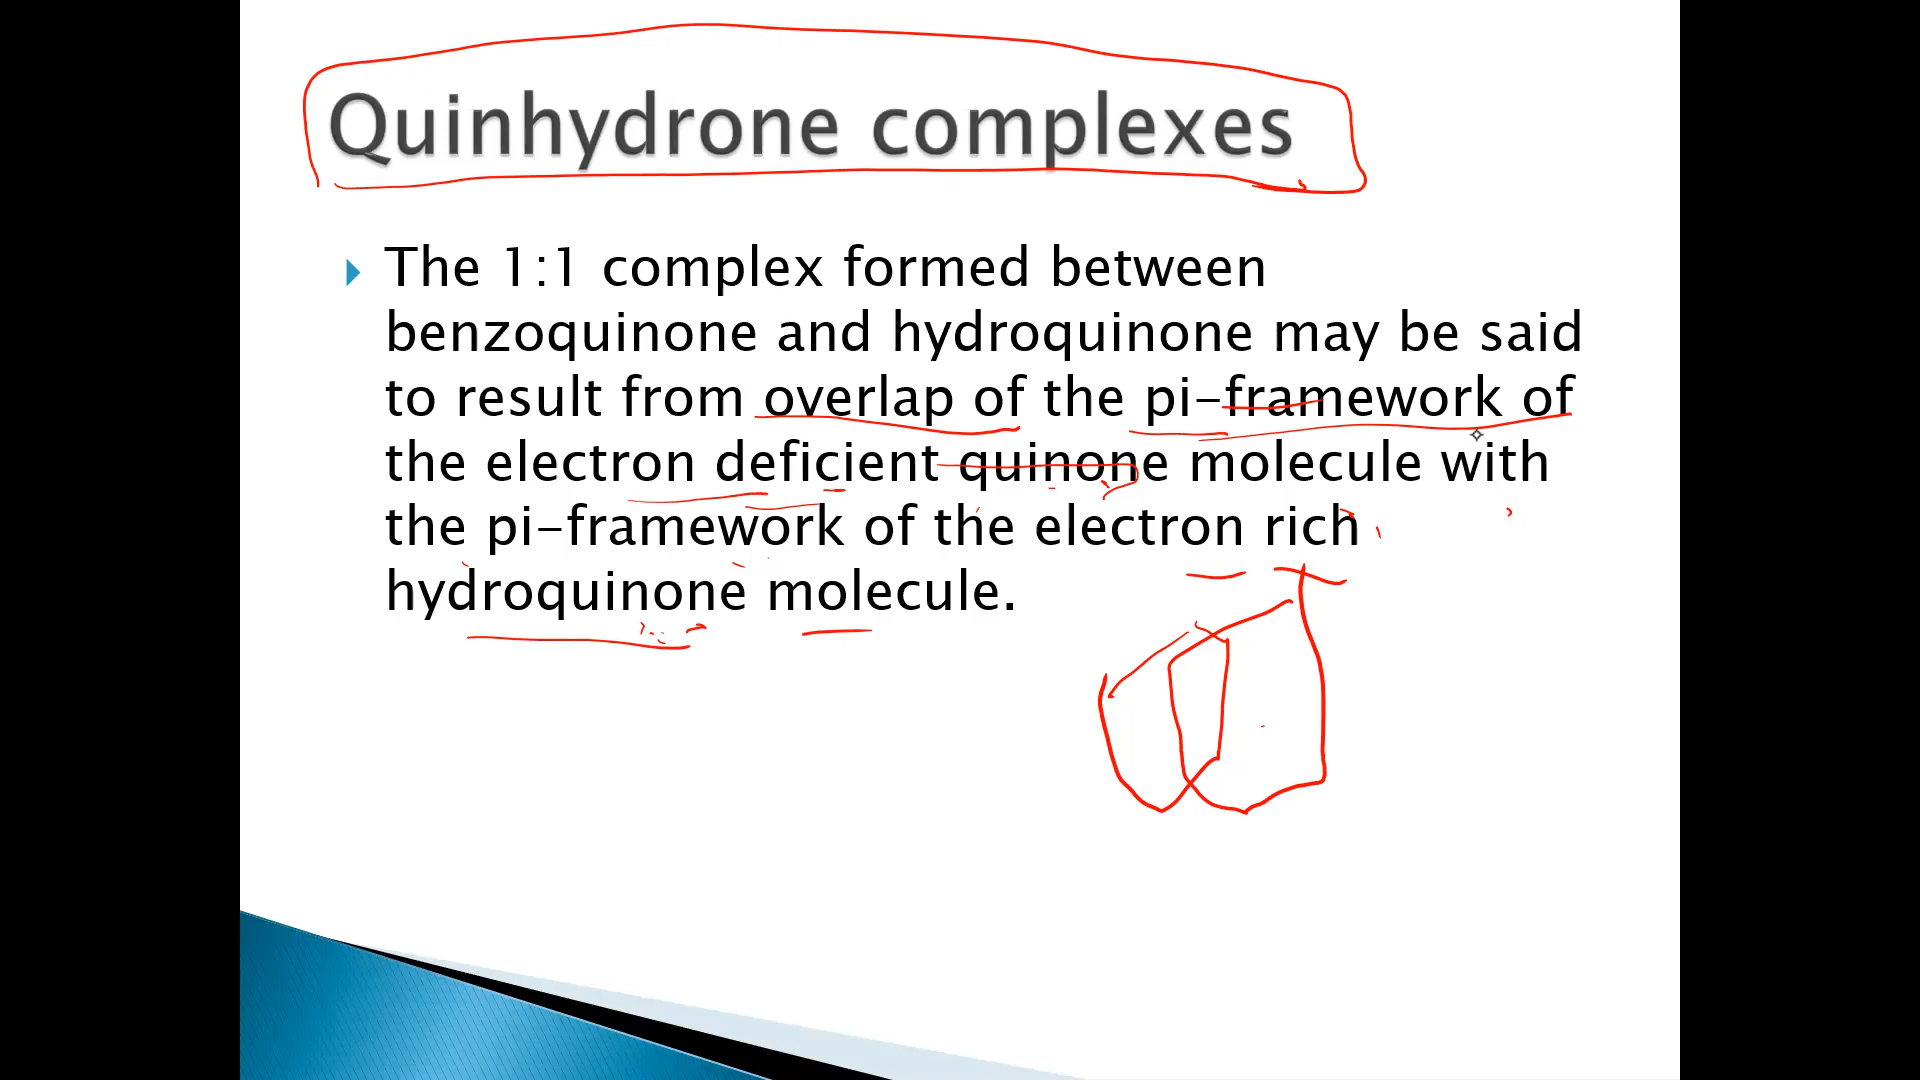 Quinhydrone complexes
The 1:1 complex formed between
benzoquinone and hydroquinone may be said
to result from overlap of the pi-framework of
the electron deficient quinone molecule with
the pi-framework of the electron rich
hydroquinone molecule.